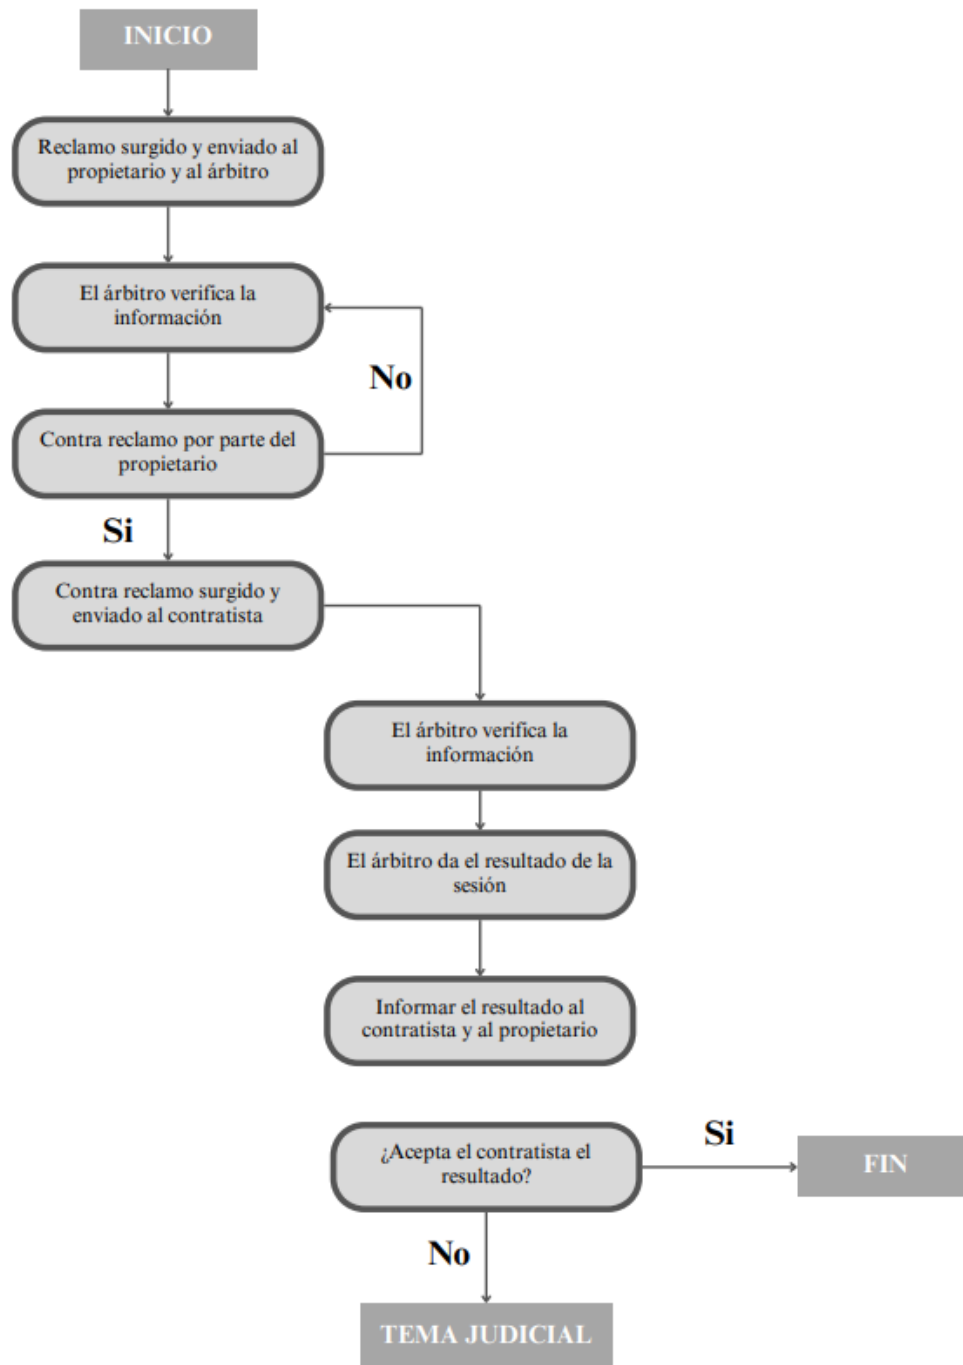 INICIO
Reclamo surgido y enviado al
propietario y al árbitro
El árbitro verifica la
información
No
Contra reclamo por parte del
propietario
Si
Contra reclamo surgido y
enviado al contratista
El árbitro verifica la
información
El árbitro da el resultado de la
sesión
Informar el resultado al
contratista y al propietario
¿Acepta el contratista el
resultado?
Si
FIN
No
TEMA JUDICIAL